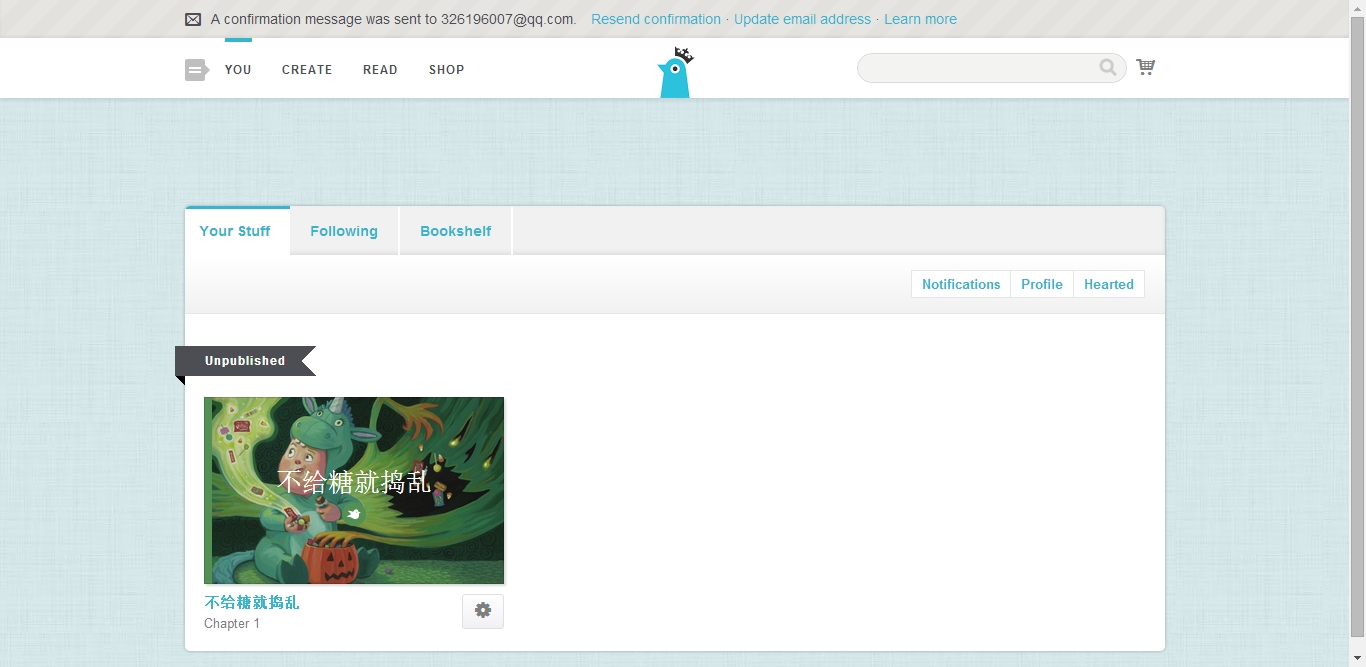 A confirmation message was sent to 326196007@qq.com. Resend confirmation · Update email address · Learn more
YOU CREATE READ SHOP
Your Stuff Following Bookshelf
Notifications Profile Hearted
Unpublished
不给糖就捣乱
不给糖就捣乱
Chapter 1